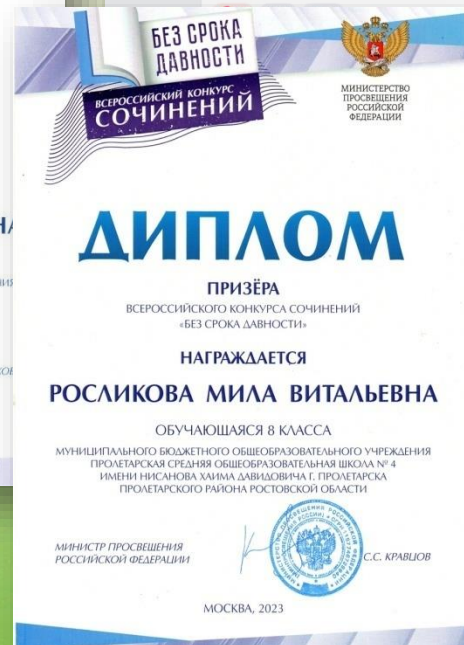 БЕЗ СРОКА
ДАВНОСТИ
ВСЕРОССИЙСКИЙ КОНКУРС
СОЧИНЕНИЙ
МИНИСТЕРСТВО
ПРОСВЕЩЕНИЯ
РОССИЙСКОЙ
ФЕДЕРАЦИИ
ДИПЛОМ
ПРИЗЁРА
ВСЕРОССИЙСКОГО КОНКУРСА СОЧИНЕНИЙ
«БЕЗ СРОКА ДАВНОСТИ»
НАГРАЖДАЕТСЯ
РОСЛИКОВА МИЛА ВИТАЛЬЕВНА
ОБУЧАЮЩАЯСЯ 8 КЛАССА
МУНИЦИПАЛЬНОГО БЮДЖЕТНОГО ОБЩЕОБРАЗОВАТЕЛЬНОГО УЧРЕЖДЕНИЯ
ПРОЛЕТАРСКАЯ СРЕДНЯЯ ОБЩЕОБРАЗОВАТЕЛЬНАЯ ШКОЛА № 4
ИМЕНИ НИСАНОВА ХАИМА ДАВИДОВИЧА Г. ПРОЛЕТАРСКА
ПРОЛЕТАРСКОГО РАЙОНА РОСТОВСКОЙ ОБЛАСТИ
МИНИСТР ПРОСВЕЩЕНИЯ
РОССИЙСКОЙ ФЕДЕРАЦИИ
С.С. КРАВЦОВ
МОСКВА, 2023